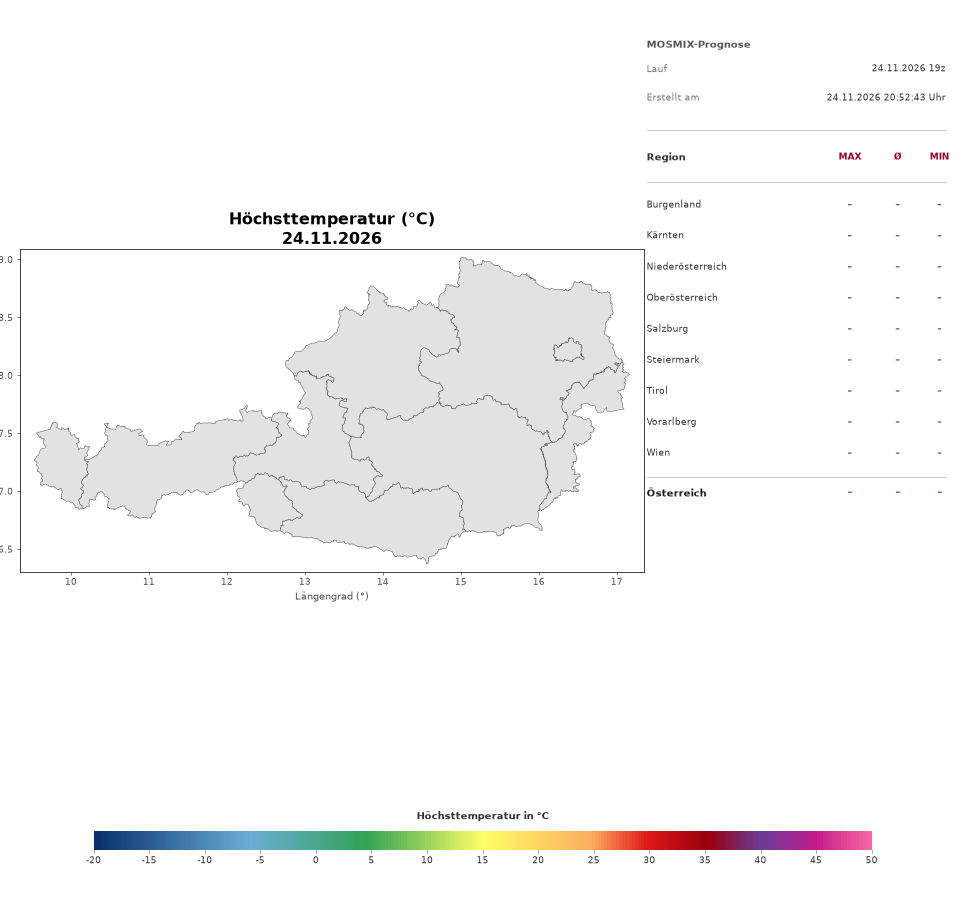 MOSMIX-Prognose
Lauf 24.11.2026 19z
Erstellt am 24.11.2026 20:52:43 Uhr
Region MAX Ø MIN
Burgenland – – –
Kärnten – – –
Niederösterreich – – –
Oberösterreich – – –
Salzburg – – –
Steiermark – – –
Tirol – – –
Vorarlberg – – –
Wien – – –
Österreich – – –
Höchsttemperatur (°C)
24.11.2026
9.0
8.5
8.0
7.5
7.0
6.5
10 11 12 13 14 15 16 17
Längengrad (°)
Höchsttemperatur in °C
-20 -15 -10 -5 0 5 10 15 20 25 30 35 40 45 50